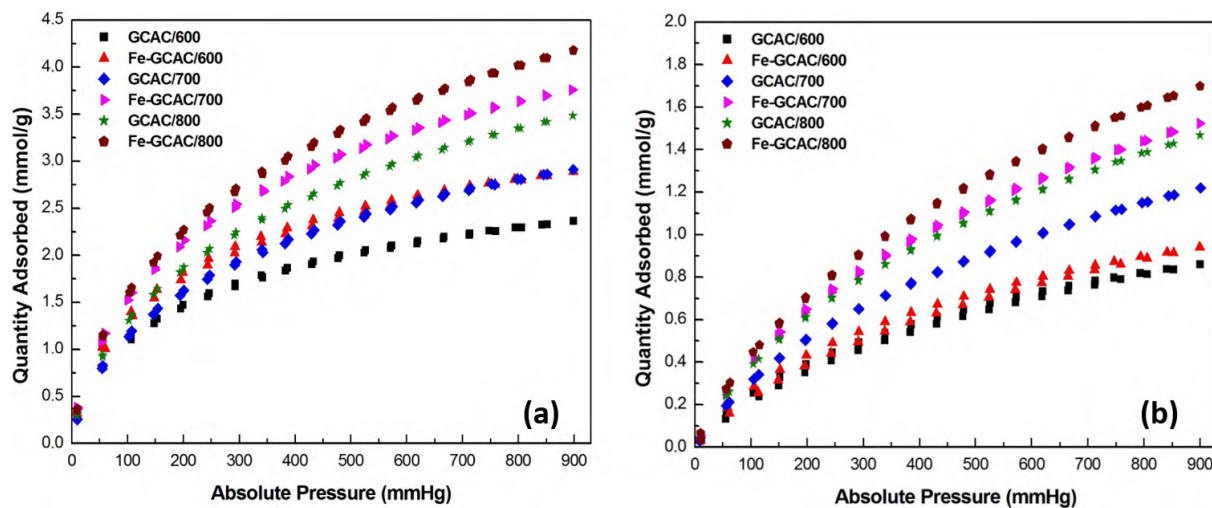 4.5
4.0
3.5
3.0
2.5
2.0
1.5
1.0
0.5
0.0
Quantity Adsorbed (mmol/g)
GCAC/600
Fe-GCAC/600
GCAC/700
Fe-GCAC/700
GCAC/800
Fe-GCAC/800
(a)
0 100 200 300 400 500 600 700 800 900
Absolute Pressure (mmHg)
2.0
1.8
1.6
1.4
1.2
1.0
0.8
0.6
0.4
0.2
0.0
Quantity Adsorbed (mmol/g)
GCAC/600
Fe-GCAC/600
GCAC/700
Fe-GCAC/700
GCAC/800
Fe-GCAC/800
(b)
0 100 200 300 400 500 600 700 800 900
Absolute Pressure (mmHg)